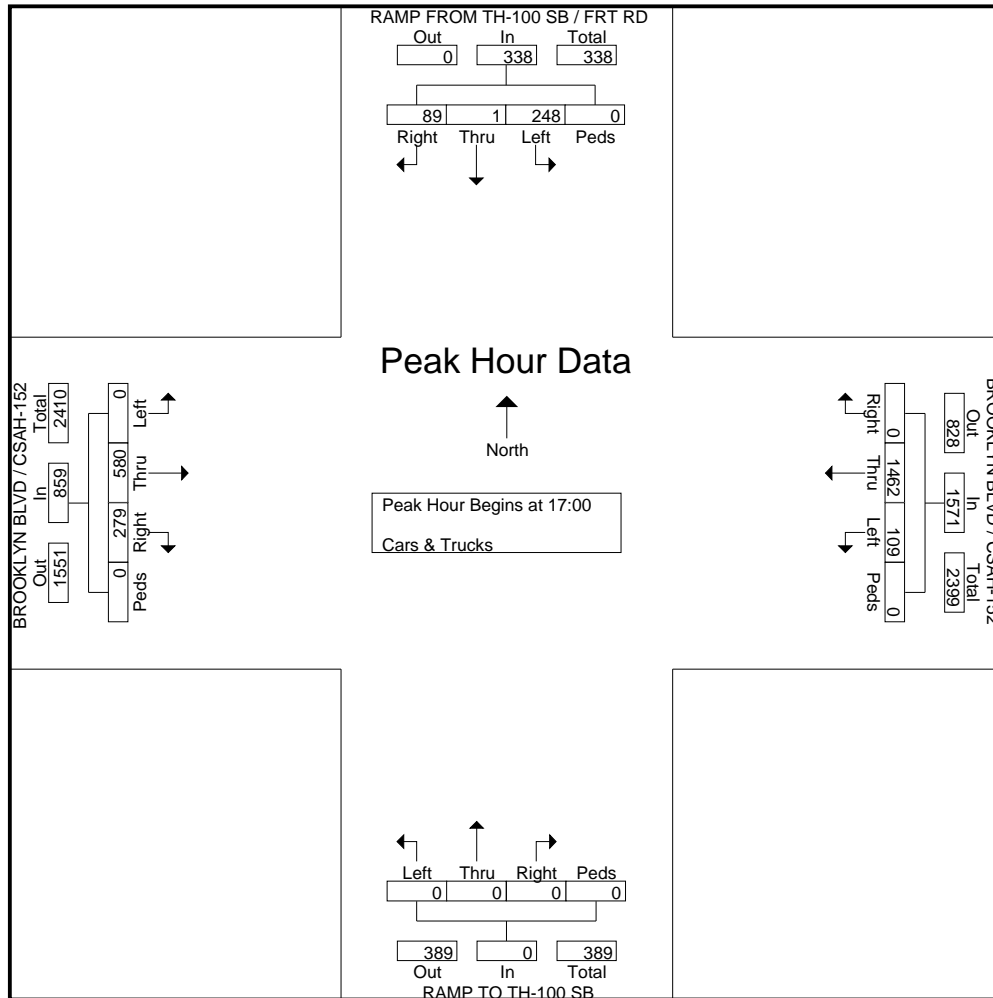 RAMP FROM TH-100 SB / FRT RD
Out In Total
0 338 338
89 1 248 0
Right Thru Left Peds
Peak Hour Data
North
Peak Hour Begins at 17:00
Cars & Trucks
BROOKLYN BLVD / CSAH-152
Total In Out
2410 859 1551
0 580 279 0
Left Thru Right Peds
BROOKLYN BLVD / CSAH-152
Out In Total
828 1571 2399
0 1462 109 0
Right Thru Left Peds
Left Thru Right Peds
0 0 0 0
389 0 389
Out In Total
RAMP TO TH-100 SB